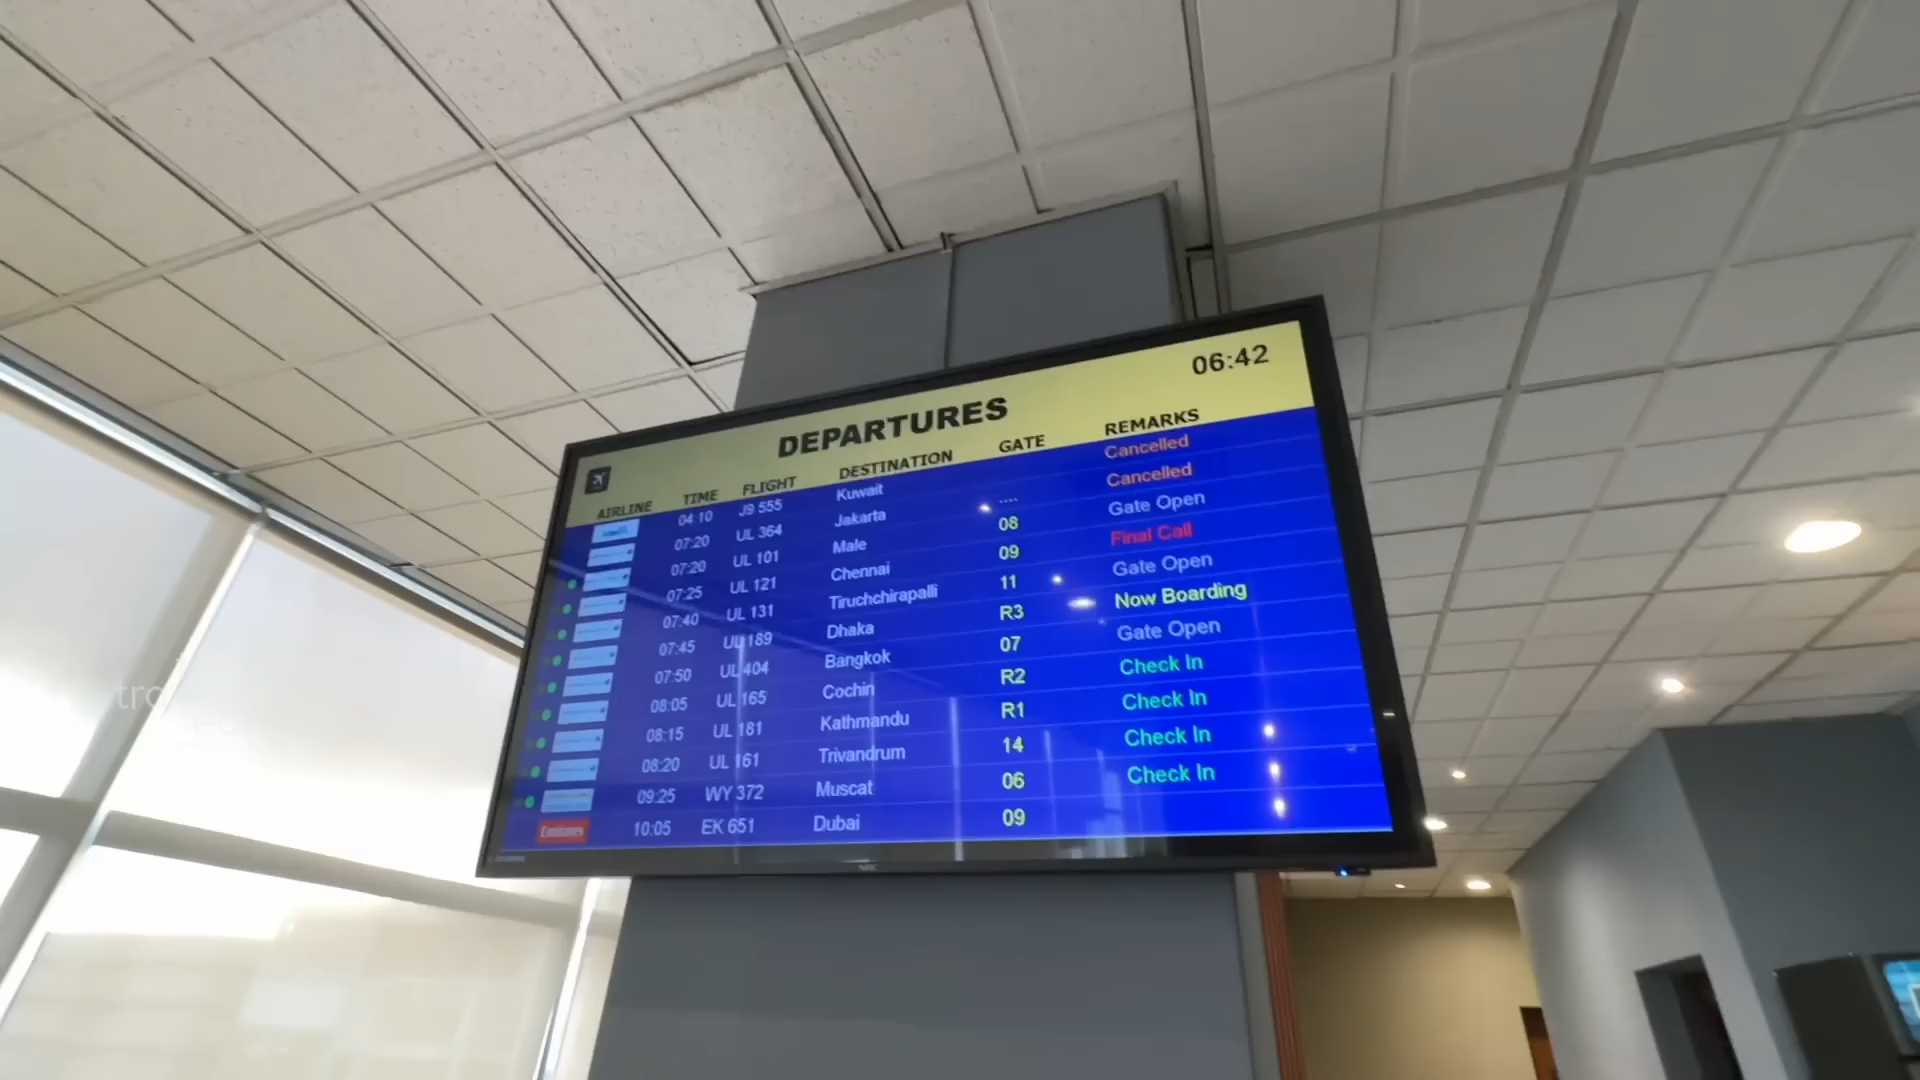 06:42
DEPARTURES
AIRLINE TIME FLIGHT DESTINATION GATE REMARKS
04:10 J9 555 Kuwait Cancelled
07:20 UL 364 Jakarta .... Cancelled
07:20 UL 101 Male 08 Gate Open
07:25 UL 121 Chennai 09 Final Call
07:40 UL 131 Tiruchchirapalli 11 Gate Open
07:45 UL 189 Dhaka R3 Now Boarding
07:50 UL 404 Bangkok 07 Gate Open
08:05 UL 165 Cochin R2 Check In
08:15 UL 181 Kathmandu R1 Check In
08:20 UL 161 Trivandrum 14 Check In
09:25 WY 372 Muscat 06 Check In
Emirates 10:05 EK 651 Dubai 09
NEC